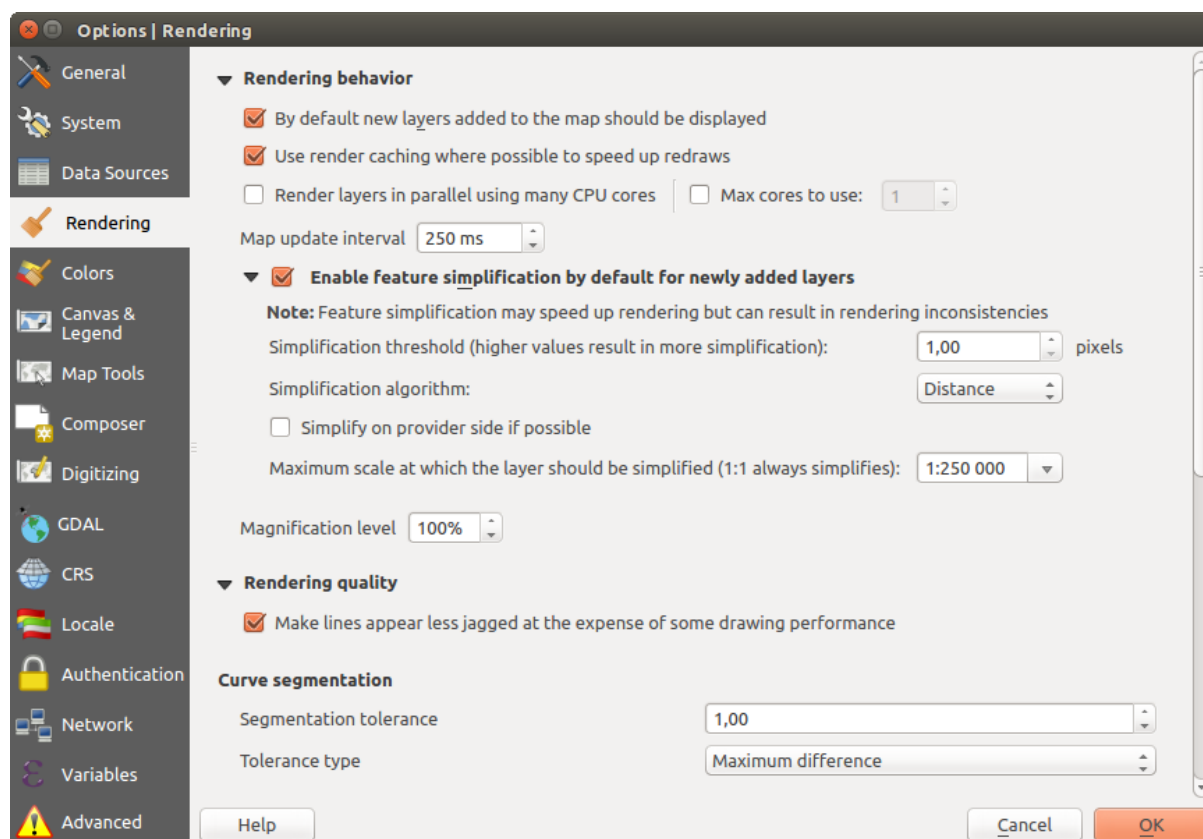 Options | Rendering
General
System
Data Sources
Rendering
Colors
Canvas &
Legend
Map Tools
Composer
Digitizing
GDAL
CRS
Locale
Authentication
Network
Variables
Advanced
Rendering behavior
By default new layers added to the map should be displayed
Use render caching where possible to speed up redraws
Render layers in parallel using many CPU cores Max cores to use: 1
Map update interval 250 ms
Enable feature simplification by default for newly added layers
Note: Feature simplification may speed up rendering but can result in rendering inconsistencies
Simplification threshold (higher values result in more simplification): 1,00 pixels
Simplification algorithm: Distance
Simplify on provider side if possible
Maximum scale at which the layer should be simplified (1:1 always simplifies): 1:250 000
Magnification level 100%
Rendering quality
Make lines appear less jagged at the expense of some drawing performance
Curve segmentation
Segmentation tolerance 1,00
Tolerance type Maximum difference
Help Cancel OK